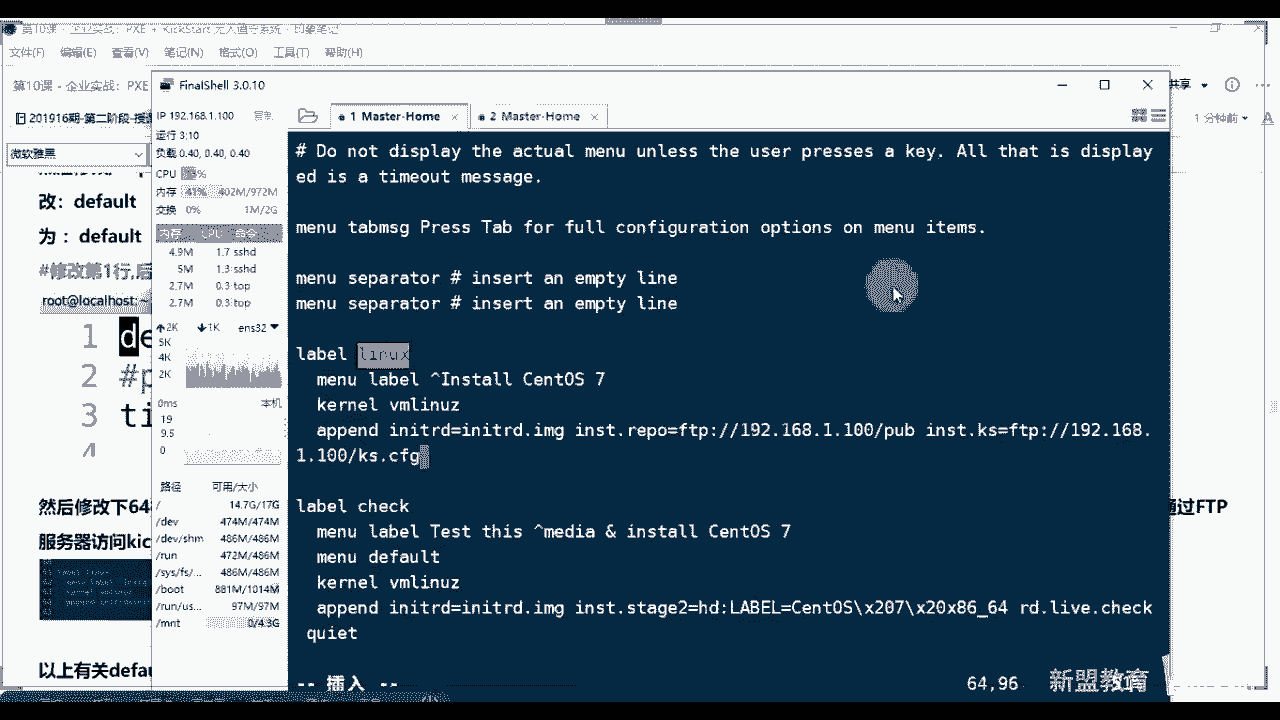 第10课 - 企业实战：PXE + KickStart 无人值守系统 - 印象笔记
文件(F) 编辑(E) 查看(V) 笔记(N) 格式(O) 工具(T) 帮助(H)
第10课 - 企业实战：PXE
共享
201916期-第二阶段-授课
1 分钟前
微软雅黑
改：default
为 ：default
#修改第1行,后
root@localhost:~
1 de
2 #p
3 ti
4
然后修改下64
通过FTP
服务器访问kic
以上有关defau
FinalShell 3.0.10
IP 192.168.1.100
运行 3:10
负载 0.40, 0.40, 0.40
CPU
内存 41% 402M/972M
交换 0% 1M/2G
内存 CPU 命令
4.9M 1.7 sshd
5M 1.3 sshd
2.7M 0.3 top
2.7M 0.3 top
2K 1K ens32
5K
4K
2K
0ms 本机
19
9.5
0
路径 可用/大小
/ 14.7G/17G
/dev 474M/474M
/dev/shm 486M/486M
/run 472M/486M
/sys/fs/... 486M/486M
/boot 881M/1014M
/run/us... 97M/97M
/mnt 0/4.3G
1 Master-Home
2 Master-Home
# Do not display the actual menu unless the user presses a key. All that is display
ed is a timeout message.
menu tabmsg Press Tab for full configuration options on menu items.
menu separator # insert an empty line
menu separator # insert an empty line
label linux
menu label ^Install CentOS 7
kernel vmlinuz
append initrd=initrd.img inst.repo=ftp://192.168.1.100/pub inst.ks=ftp://192.168.
1.100/ks.cfg
label check
menu label Test this ^media & install CentOS 7
menu default
kernel vmlinuz
append initrd=initrd.img inst.stage2=hd:LABEL=CentOS\x207\x20x86_64 rd.live.check
quiet
-- 插入 --
64,96
新盟教育